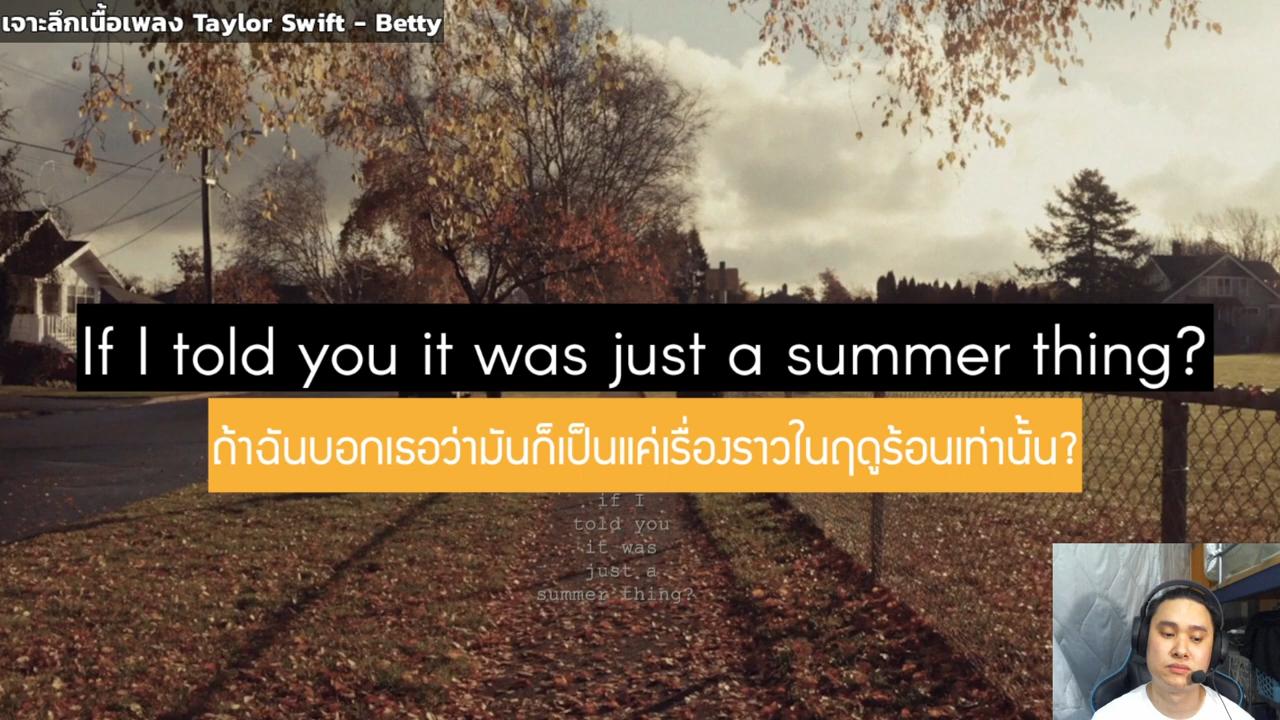 เจาะลึกเนื้อเพลง Taylor Swift - Betty
If I told you it was just a summer thing?
ถ้าฉันบอกเธอว่ามันก็เป็นแค่เรื่องราวในฤดูร้อนเท่านั้น?
if I
told you
it was
just a
summer thing?